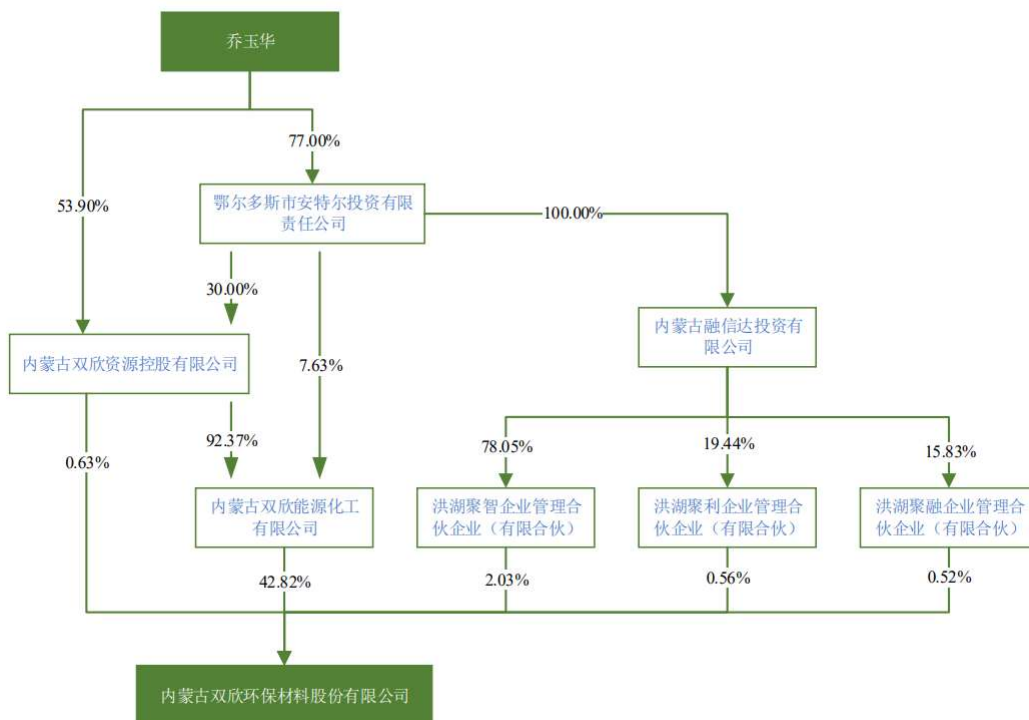 乔玉华
77.00%
53.90%
鄂尔多斯市安特尔投资有限
责任公司
100.00%
30.00%
内蒙古融信达投资有
限公司
内蒙古双欣资源控股有限公司
7.63%
92.37%
0.63%
78.05%
19.44%
15.83%
内蒙古双欣能源化工
有限公司
洪湖聚智企业管理合
伙企业（有限合伙）
洪湖聚利企业管理合
伙企业（有限合伙）
洪湖聚融企业管理合
伙企业（有限合伙）
42.82%
2.03%
0.56%
0.52%
内蒙古双欣环保材料股份有限公司